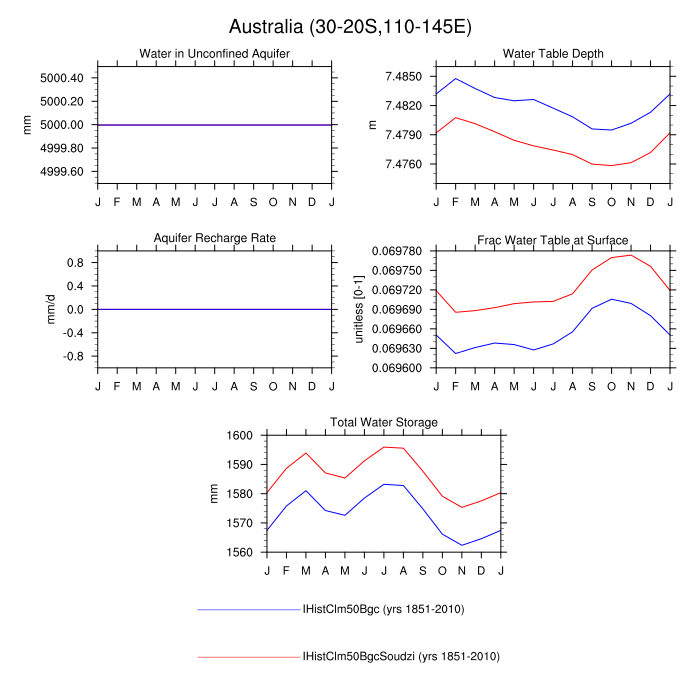 Australia (30-20S,110-145E)
Water in Unconfined Aquifer
mm
5000.40
5000.20
5000.00
4999.80
4999.60
J F M A M J J A S O N D J
Water Table Depth
m
7.4850
7.4820
7.4790
7.4760
J F M A M J J A S O N D J
Aquifer Recharge Rate
mm/d
0.8
0.4
0.0
-0.4
-0.8
J F M A M J J A S O N D J
Frac Water Table at Surface
unitless [0-1]
0.069780
0.069750
0.069720
0.069690
0.069660
0.069630
0.069600
J F M A M J J A S O N D J
Total Water Storage
mm
1600
1590
1580
1570
1560
J F M A M J J A S O N D J
IHistClm50Bgc (yrs 1851-2010)
IHistClm50BgcSoudzi (yrs 1851-2010)